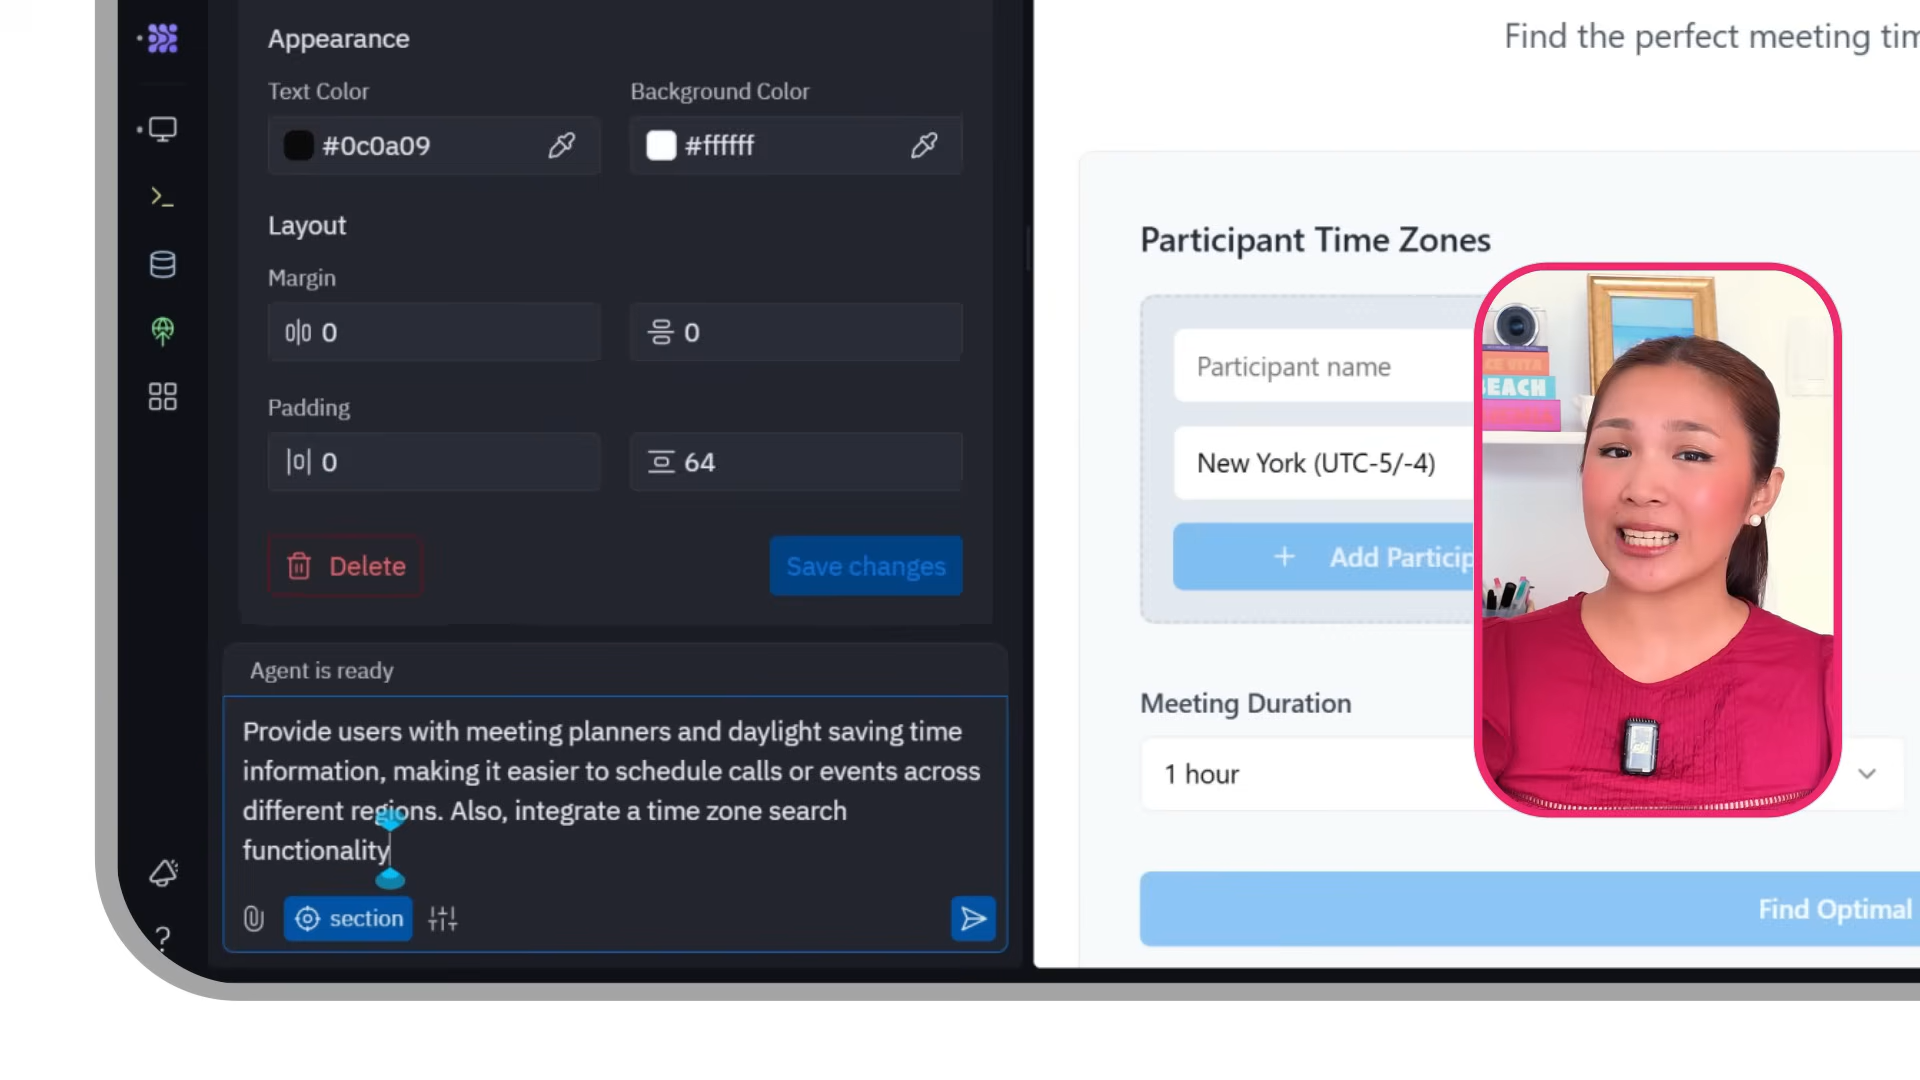 Appearance
Text Color
Background Color
#0c0a09
#ffffff
Layout
Margin
0
0
Padding
0
64
Delete
Save changes
Agent is ready
Provide users with meeting planners and daylight saving time
information, making it easier to schedule calls or events across
different regions. Also, integrate a time zone search
functionality
section
?
Find the perfect meeting tim
Participant Time Zones
Participant name
New York (UTC-5/-4)
+ Add Particip
Meeting Duration
1 hour
Find Optimal
BEACH